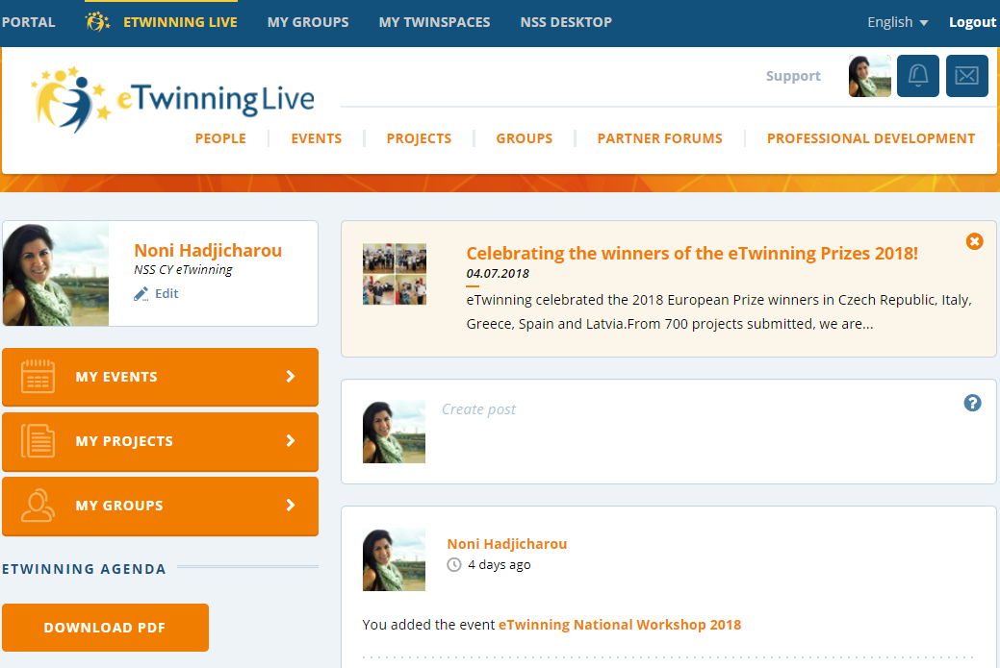 PORTAL ETWINNING LIVE MY GROUPS MY TWINSPACES NSS DESKTOP English Logout
Support
eTwinningLive
PEOPLE EVENTS PROJECTS GROUPS PARTNER FORUMS PROFESSIONAL DEVELOPMENT
Noni Hadjicharou
NSS CY eTwinning
Edit
MY EVENTS
MY PROJECTS
MY GROUPS
ETWINNING AGENDA
DOWNLOAD PDF
Celebrating the winners of the eTwinning Prizes 2018!
04.07.2018
eTwinning celebrated the 2018 European Prize winners in Czech Republic, Italy,
Greece, Spain and Latvia.From 700 projects submitted, we are...
Create post
?
Noni Hadjicharou
4 days ago
You added the event eTwinning National Workshop 2018